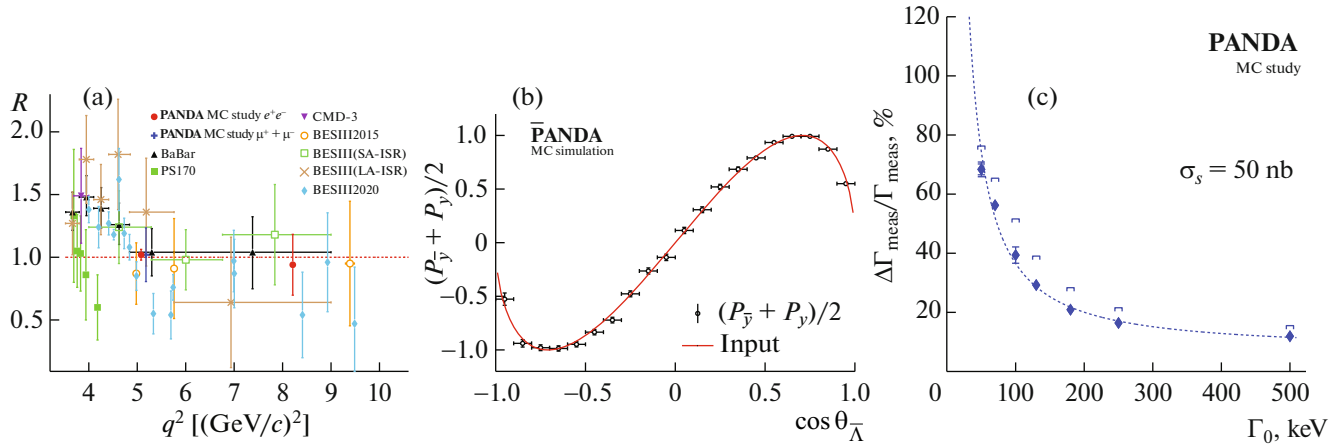 (a)
R
2.0
1.5
1.0
0.5
4 5 6 7 8 9 10
q² [(GeV/c)²]
PANDA MC study e⁺e⁻
PANDA MC study μ⁺ + μ⁻
BaBar
PS170
CMD-3
BESIII2015
BESIII(SA-ISR)
BESIII(LA-ISR)
BESIII2020
(b)
P̅ANDA
MC simulation
(P_y̅ + P_y)/2
1.0
0.5
0
−0.5
−1.0
−1.0 −0.5 0 0.5 1.0
cos θ_Λ̅
(P_y̅ + P_y)/2
Input
(c)
PANDA
MC study
σₛ = 50 nb
ΔΓ_meas/Γ_meas, %
120
100
80
60
40
20
0 100 200 300 400 500
Γ₀, keV